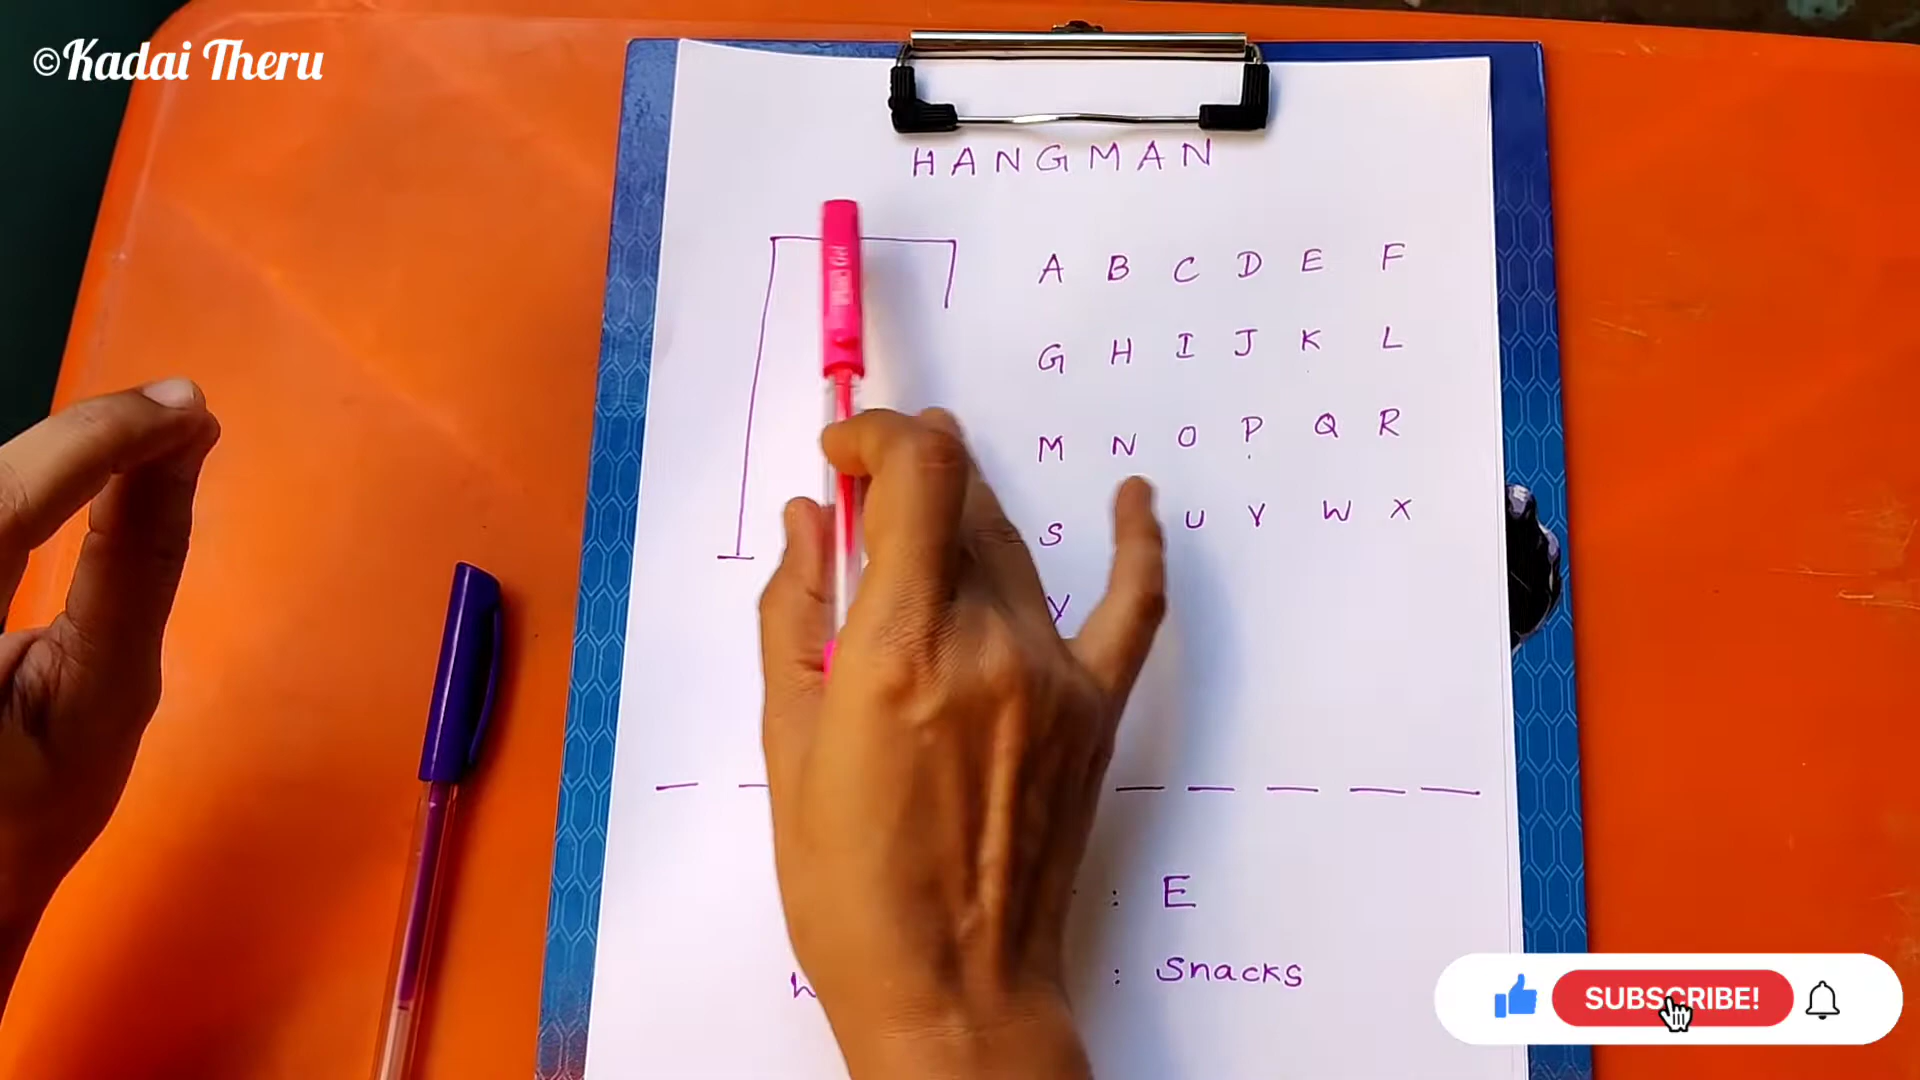 ©Kadai Theru
HANGMAN
A B C D E F
G H I J K L
M N O P Q R
S U V W X
Y
: E
: Snacks
SUBSCRIBE!